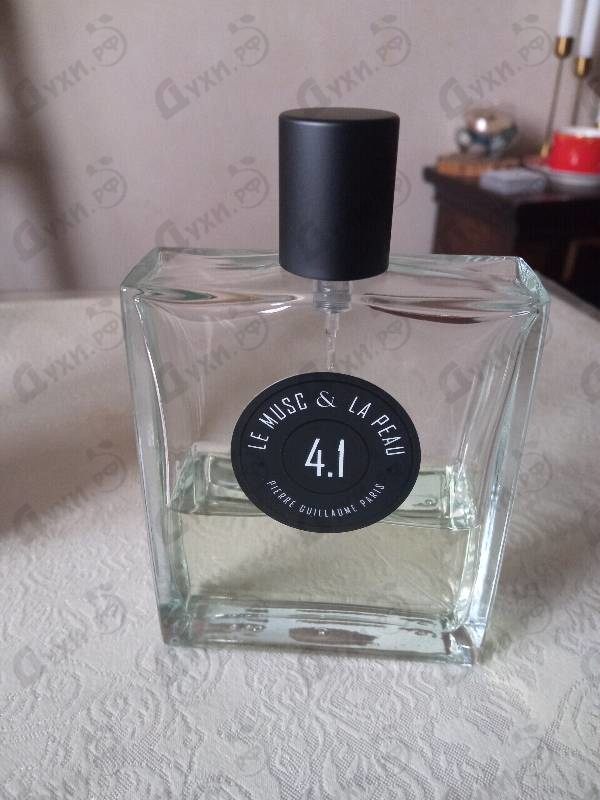 LE MUSC & LA PEAU
4.1
PIERRE GUILLAUME PARIS
Духи.РФ